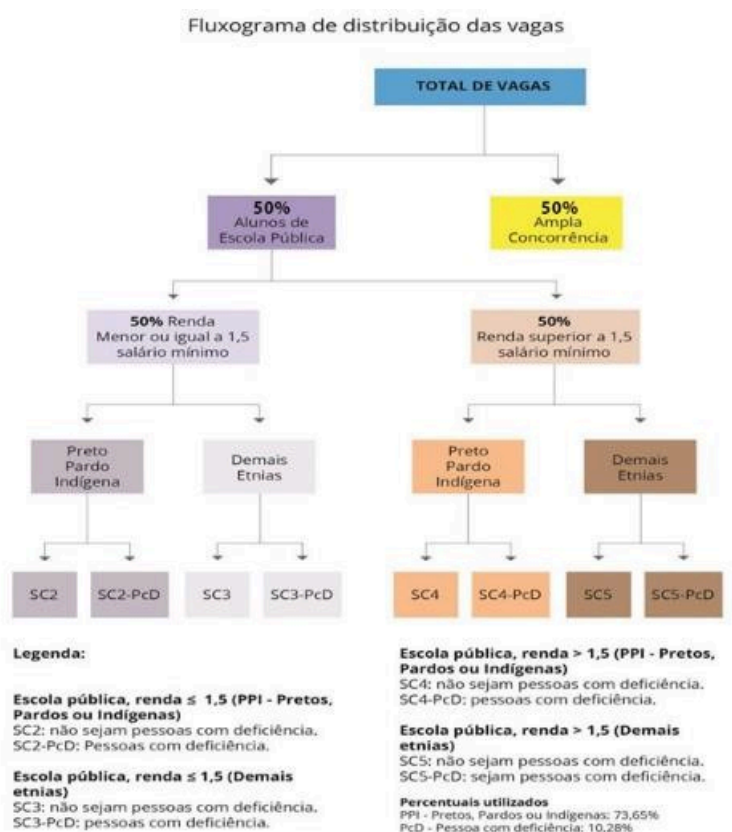 Fluxograma de distribuição das vagas
TOTAL DE VAGAS
50%
Alunos de
Escola Pública
50%
Ampla
Concorrência
50% Renda
Menor ou igual a 1,5
salário mínimo
50%
Renda superior a 1,5
salário mínimo
Preto
Pardo
Indígena
Demais
Etnias
Preto
Pardo
Indígena
Demais
Etnias
SC2
SC2-PcD
SC3
SC3-PcD
SC4
SC4-PcD
SC5
SC5-PcD
Legenda:
Escola pública, renda ≤ 1,5 (PPI - Pretos,
Pardos ou Indígenas)
SC2: não sejam pessoas com deficiência.
SC2-PcD: Pessoas com deficiência.
Escola pública, renda ≤ 1,5 (Demais
etnias)
SC3: não sejam pessoas com deficiência.
SC3-PcD: pessoas com deficiência.
Escola pública, renda > 1,5 (PPI - Pretos,
Pardos ou Indígenas)
SC4: não sejam pessoas com deficiência.
SC4-PcD: pessoas com deficiência.
Escola pública, renda > 1,5 (Demais
etnias)
SC5: não sejam pessoas com deficiência.
SC5-PcD: sejam pessoas com deficiência.
Percentuais utilizados
PPI - Pretos, Pardos ou Indígenas: 73,65%
PcD - Pessoa com deficiência: 10,28%